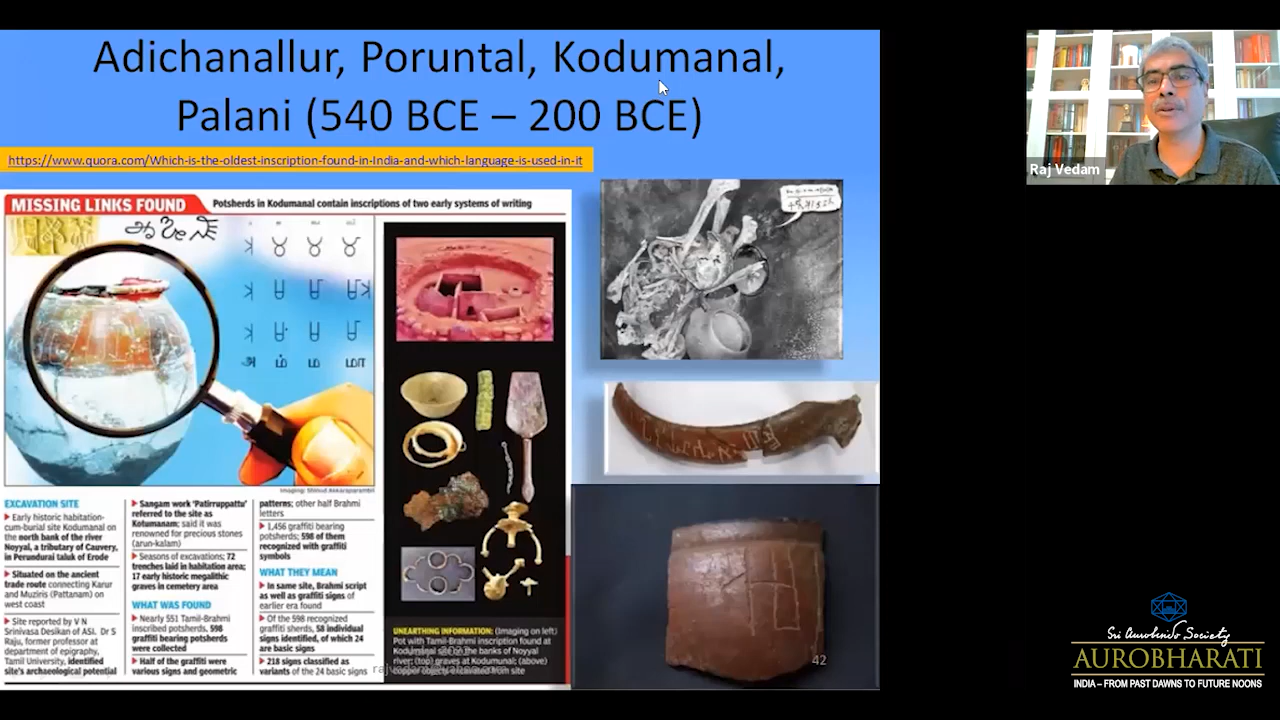 Adichanallur, Poruntal, Kodumanal,
Palani (540 BCE – 200 BCE)
https://www.quora.com/Which-is-the-oldest-inscription-found-in-India-and-which-language-is-used-in-it
MISSING LINKS FOUND
Potsherds in Kodumanal contain inscriptions of two early systems of writing
அ ம் ம மா
EXCAVATION SITE
Early historic habitation-
cum-burial site Kodumanal on
the north bank of the river
Noyyal, a tributary of Cauvery,
in Perundurai taluk of Erode
Situated on the ancient
trade route connecting Karur
and Muziris (Pattanam) on
west coast
Site reported by V N
Srinivasa Desikan of ASI. Dr S
Raju, former professor at
department of epigraphy,
Tamil University, identified
site's archaeological potential
Sangam work 'Patirruppattu'
referred to the site as
Kotumanam; said it was
renowned for precious stones
(arun-kalam)
Seasons of excavations; 72
trenches laid in habitation area;
17 early historic megalithic
graves in cemetery area
WHAT WAS FOUND
Nearly 551 Tamil-Brahmi
inscribed potsherds, 598
graffiti bearing potsherds
were collected
Half of the graffiti were
various signs and geometric
patterns; other half Brahmi
letters
1,456 graffiti bearing
potsherds; 598 of them
recognized with graffiti
symbols
WHAT THEY MEAN
In same site, Brahmi script
as well as graffiti signs of
earlier era found
Of the 598 recognized
graffiti sherds, 58 individual
signs identified, of which 24
are basic signs
218 signs classified as
variants of the 24 basic signs
UNEARTHING INFORMATION: (Imaging on left)
Pot with Tamil-Brahmi inscription found at
Kodumanal on the banks of Noyyal
river; (top) graves at Kodumunal; (above)
42
Raj Vedam
Sri Aurobindo Society
AUROBHARATI
INDIA – FROM PAST DAWNS TO FUTURE NOONS